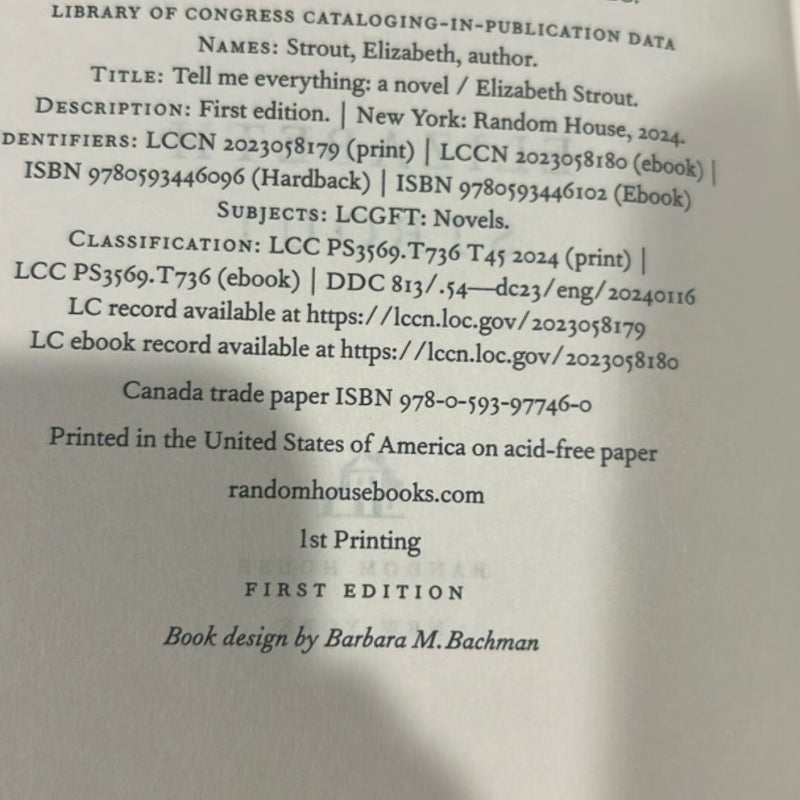 LIBRARY OF CONGRESS CATALOGING-IN-PUBLICATION DATA
NAMES: Strout, Elizabeth, author.
TITLE: Tell me everything: a novel / Elizabeth Strout.
DESCRIPTION: First edition. | New York: Random House, 2024.
DENTIFIERS: LCCN 2023058179 (print) | LCCN 2023058180 (ebook) |
ISBN 9780593446096 (Hardback) | ISBN 9780593446102 (Ebook)
SUBJECTS: LCGFT: Novels.
CLASSIFICATION: LCC PS3569.T736 T45 2024 (print) |
LCC PS3569.T736 (ebook) | DDC 813/.54—dc23/eng/20240116
LC record available at https://lccn.loc.gov/2023058179
LC ebook record available at https://lccn.loc.gov/2023058180
Canada trade paper ISBN 978-0-593-97746-0
Printed in the United States of America on acid-free paper
randomhousebooks.com
1st Printing
FIRST EDITION
Book design by Barbara M. Bachman